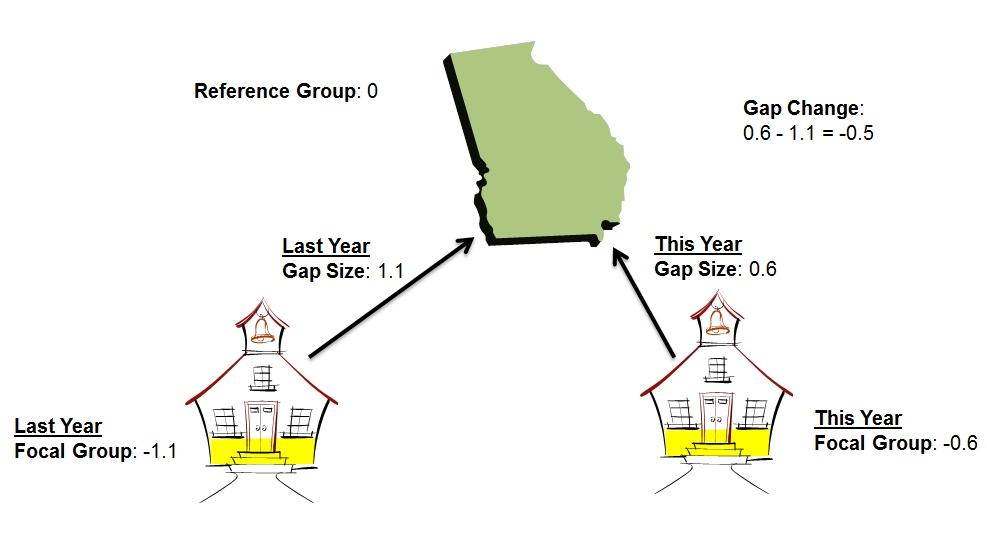 Reference Group: 0
Gap Change:
0.6 - 1.1 = -0.5
Last Year
Gap Size: 1.1
This Year
Gap Size: 0.6
Last Year
Focal Group: -1.1
This Year
Focal Group: -0.6